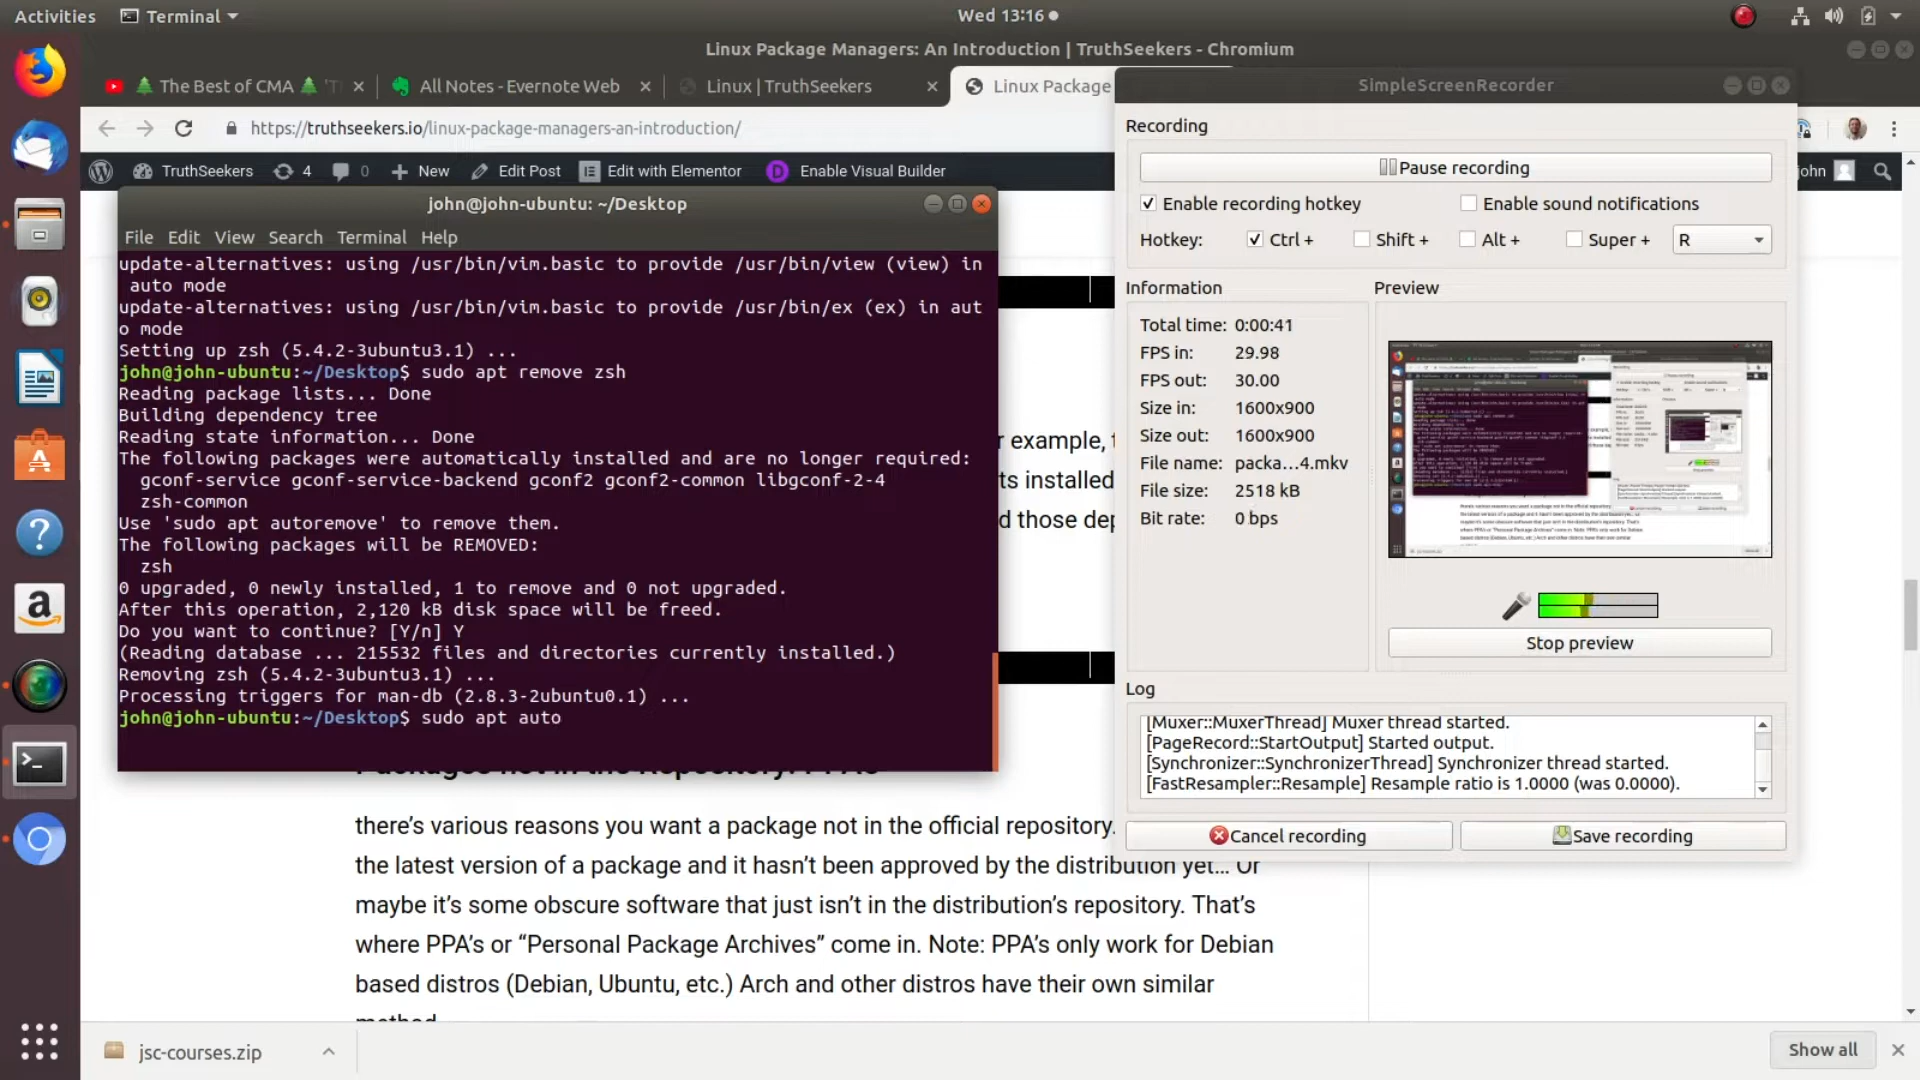 Activities
Terminal
Wed 13:16
Linux Package Managers: An Introduction | TruthSeekers - Chromium
The Best of CMA
All Notes - Evernote Web
Linux | TruthSeekers
Linux Package
https://truthseekers.io/linux-package-managers-an-introduction/
TruthSeekers 4 0 New Edit Post Edit with Elementor Enable Visual Builder
john
john@john-ubuntu: ~/Desktop
File Edit View Search Terminal Help
update-alternatives: using /usr/bin/vim.basic to provide /usr/bin/view (view) in
auto mode
update-alternatives: using /usr/bin/vim.basic to provide /usr/bin/ex (ex) in aut
o mode
Setting up zsh (5.4.2-3ubuntu3.1) ...
john@john-ubuntu:~/Desktop$ sudo apt remove zsh
Reading package lists... Done
Building dependency tree
Reading state information... Done
The following packages were automatically installed and are no longer required:
gconf-service gconf-service-backend gconf2 gconf2-common libgconf-2-4
zsh-common
Use 'sudo apt autoremove' to remove them.
The following packages will be REMOVED:
zsh
0 upgraded, 0 newly installed, 1 to remove and 0 not upgraded.
After this operation, 2,120 kB disk space will be freed.
Do you want to continue? [Y/n] Y
(Reading database ... 215532 files and directories currently installed.)
Removing zsh (5.4.2-3ubuntu3.1) ...
Processing triggers for man-db (2.8.3-2ubuntu0.1) ...
john@john-ubuntu:~/Desktop$ sudo apt auto
r example,
ts installed
d those dep
SimpleScreenRecorder
Recording
Pause recording
Enable recording hotkey
Enable sound notifications
Hotkey: Ctrl + Shift + Alt + Super + R
Information
Total time: 0:00:41
FPS in: 29.98
FPS out: 30.00
Size in: 1600x900
Size out: 1600x900
File name: packa...4.mkv
File size: 2518 kB
Bit rate: 0 bps
Preview
Stop preview
Log
[Muxer::MuxerThread] Muxer thread started.
[PageRecord::StartOutput] Started output.
[Synchronizer::SynchronizerThread] Synchronizer thread started.
[FastResampler::Resample] Resample ratio is 1.0000 (was 0.0000).
Cancel recording
Save recording
there’s various reasons you want a package not in the official repository.
the latest version of a package and it hasn’t been approved by the distribution yet… Or
maybe it’s some obscure software that just isn’t in the distribution’s repository. That’s
where PPA’s or “Personal Package Archives” come in. Note: PPA’s only work for Debian
based distros (Debian, Ubuntu, etc.) Arch and other distros have their own similar
jsc-courses.zip
Show all